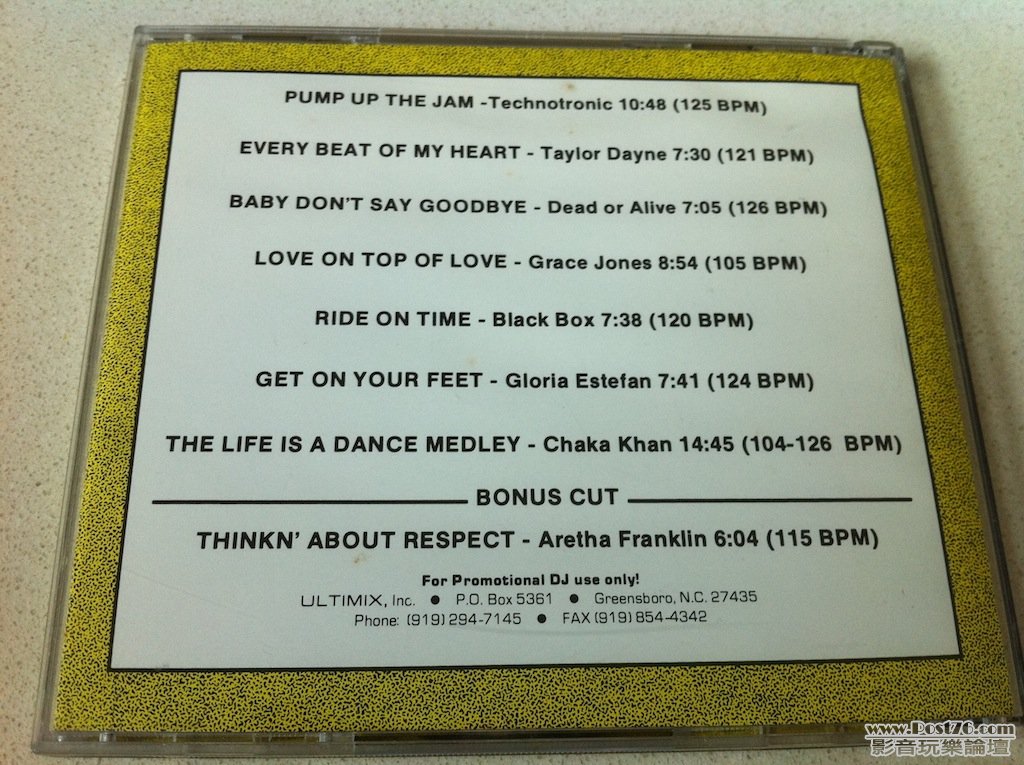 PUMP UP THE JAM -Technotronic 10:48 (125 BPM)
EVERY BEAT OF MY HEART - Taylor Dayne 7:30 (121 BPM)
BABY DON'T SAY GOODBYE - Dead or Alive 7:05 (126 BPM)
LOVE ON TOP OF LOVE - Grace Jones 8:54 (105 BPM)
RIDE ON TIME - Black Box 7:38 (120 BPM)
GET ON YOUR FEET - Gloria Estefan 7:41 (124 BPM)
THE LIFE IS A DANCE MEDLEY - Chaka Khan 14:45 (104-126 BPM)
BONUS CUT
THINKN' ABOUT RESPECT - Aretha Franklin 6:04 (115 BPM)
For Promotional DJ use only!
ULTIMIX, Inc. ● P.O. Box 5361 ● Greensboro, N.C. 27435
Phone: (919) 294-7145 ● FAX (919) 854-4342
www.Post76.com
影音玩樂論壇